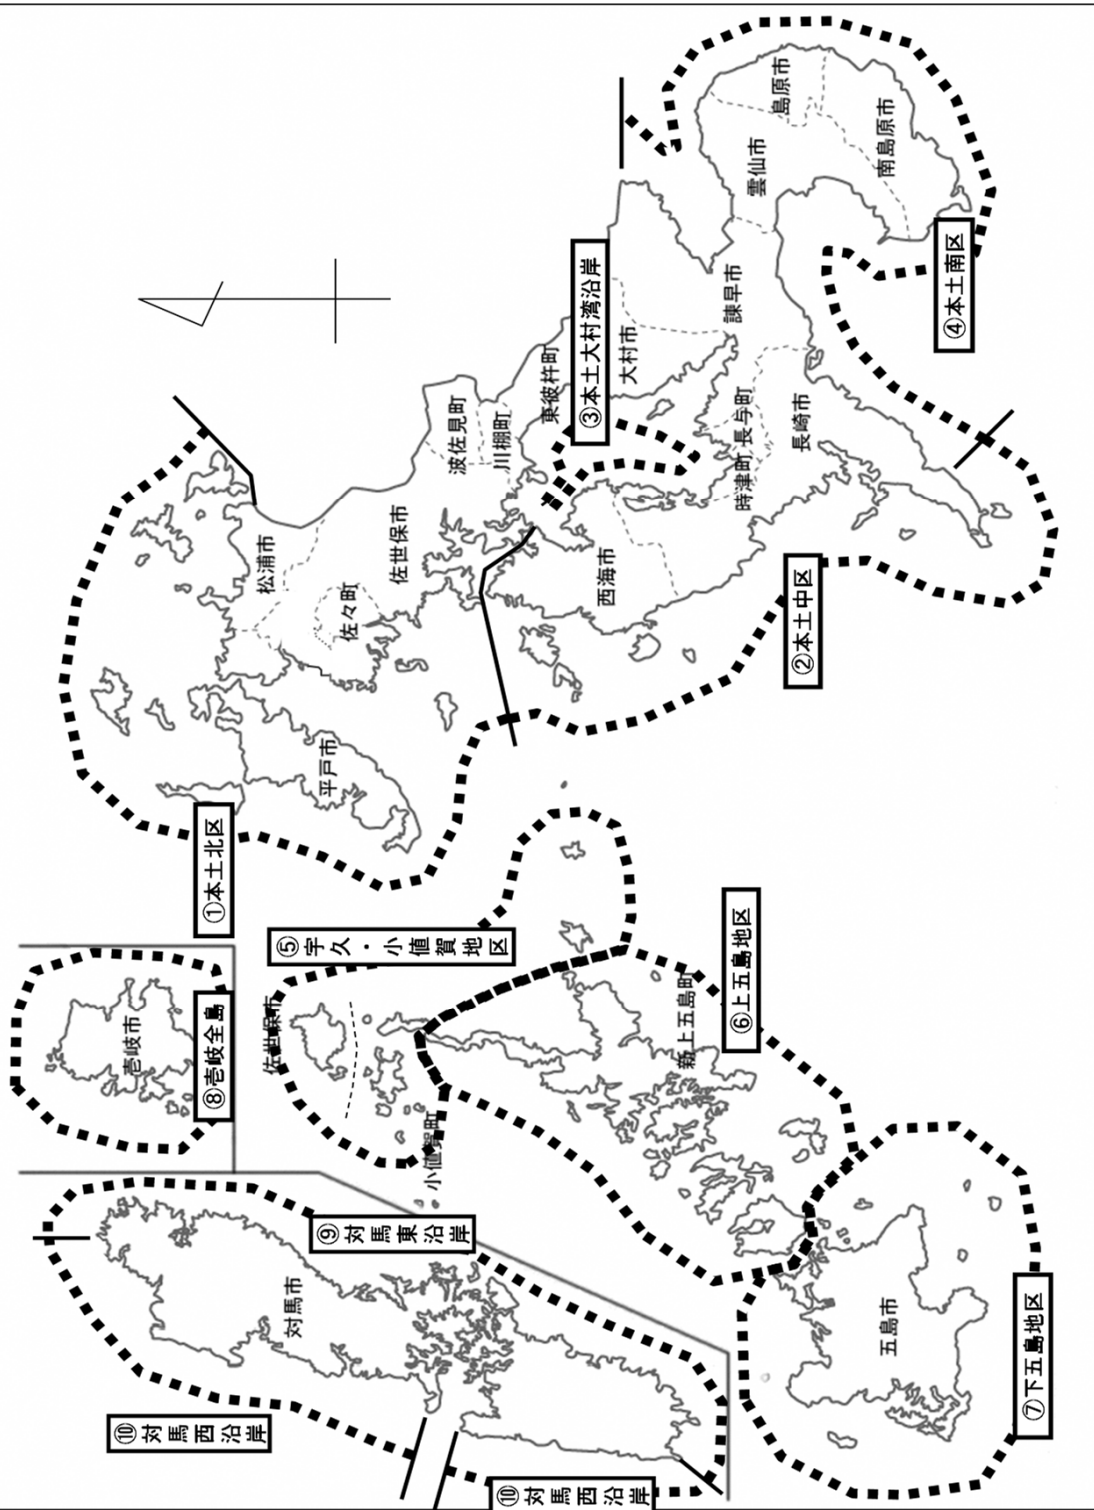 ①本土北区
②本土中区
③本土大村湾沿岸
④本土南区
⑤宇久・小値賀地区
⑥上五島地区
⑦下五島地区
⑧壱岐全島
⑨対馬東沿岸
⑩対馬西沿岸
⑩対馬西沿岸
対馬市
壱岐市
佐世保市
小値賀町
新上五島町
五島市
平戸市
松浦市
佐々町
佐世保市
波佐見町
川棚町
東彼杵町
大村市
西海市
時津町
長与町
長崎市
諫早市
雲仙市
島原市
南島原市